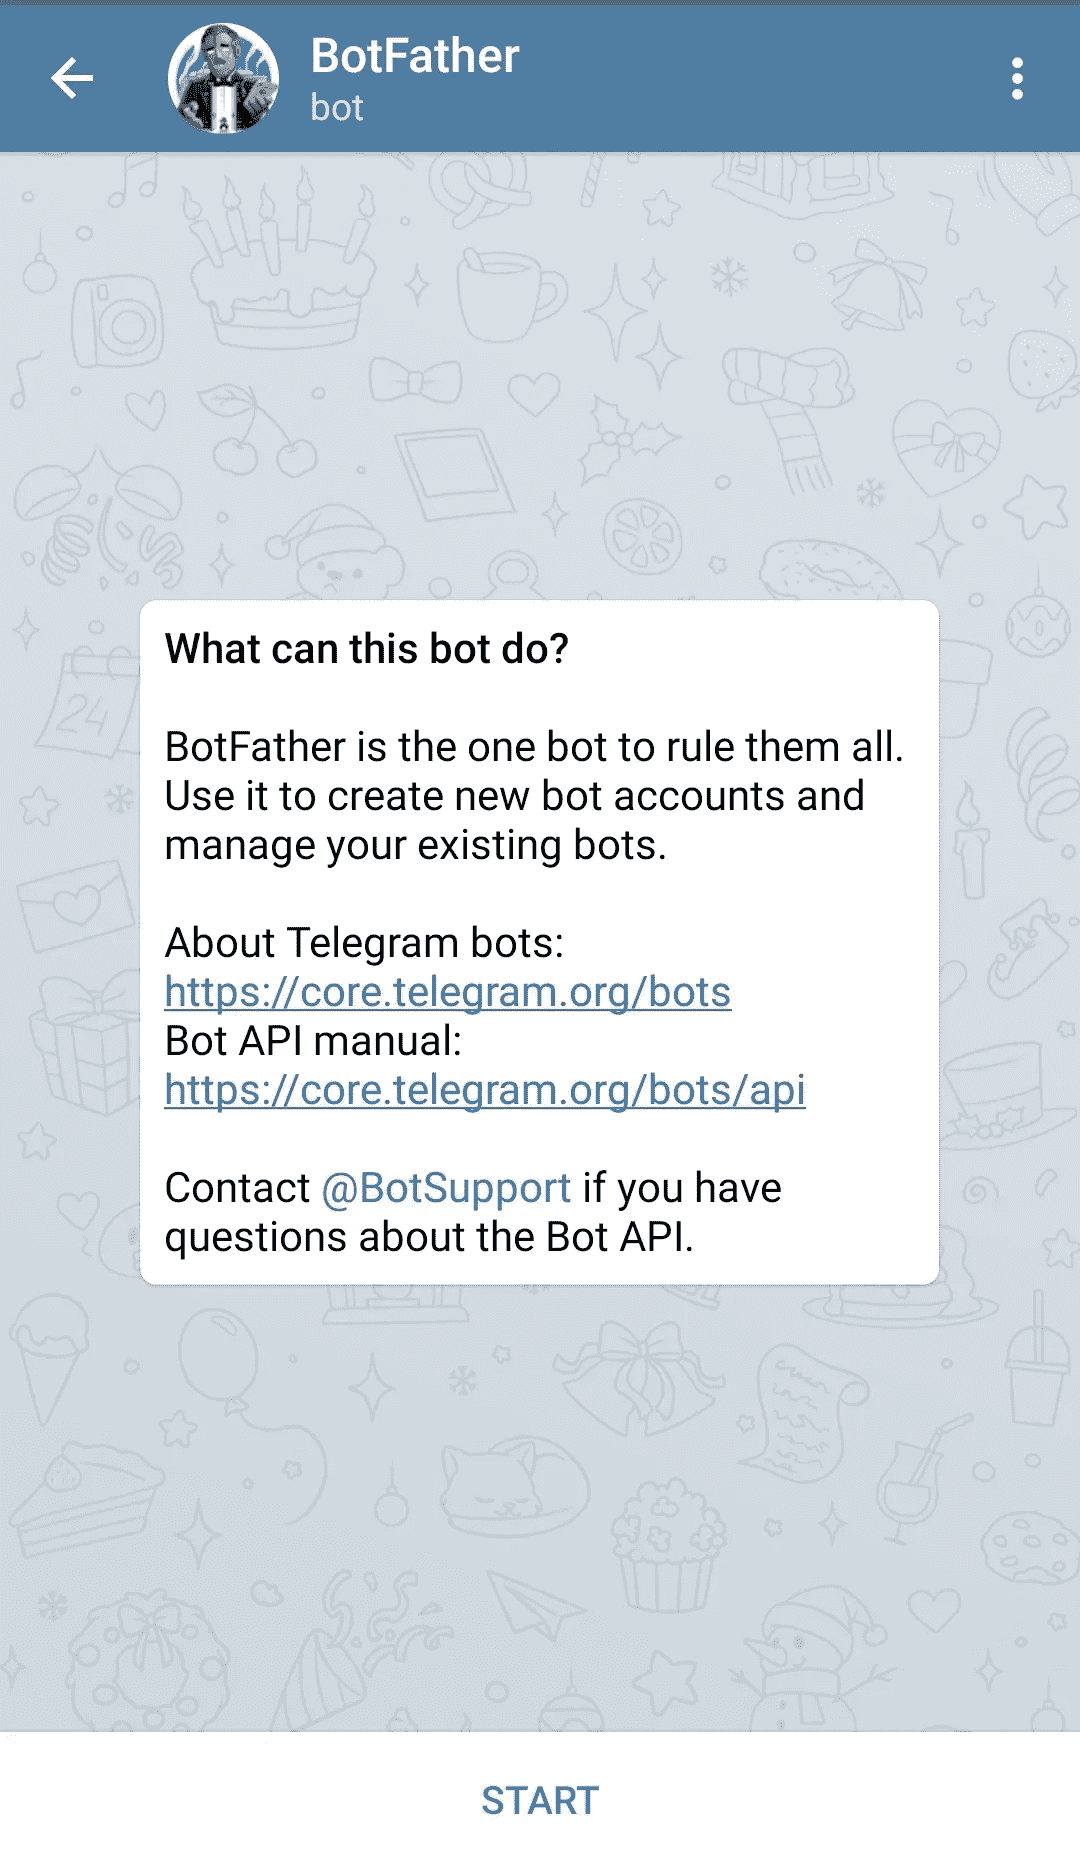 BotFather
bot
What can this bot do?
BotFather is the one bot to rule them all.
Use it to create new bot accounts and
manage your existing bots.
About Telegram bots:
https://core.telegram.org/bots
Bot API manual:
https://core.telegram.org/bots/api
Contact @BotSupport if you have
questions about the Bot API.
24
START